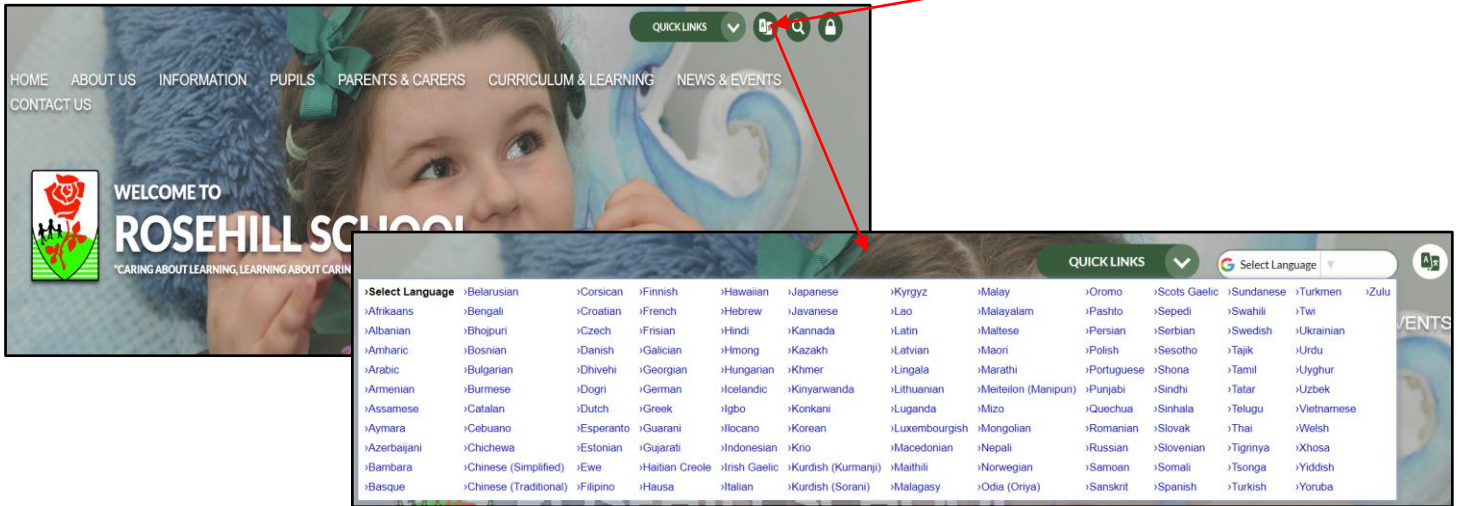 QUICK LINKS
HOME ABOUT US INFORMATION PUPILS PARENTS & CARERS CURRICULUM & LEARNING NEWS & EVENTS
CONTACT US
WELCOME TO
ROSEHILL SCHOOL
"CARING ABOUT LEARNING, LEARNING ABOUT CARIN
QUICK LINKS
G Select Language
VENTS
›Select Language ›Belarusian ›Corsican ›Finnish ›Hawaiian ›Japanese ›Kyrgyz ›Malay ›Oromo ›Scots Gaelic ›Sundanese ›Turkmen ›Zulu
›Afrikaans ›Bengali ›Croatian ›French ›Hebrew ›Javanese ›Lao ›Malayalam ›Pashto ›Sepedi ›Swahili ›Twi
›Albanian ›Bhojpuri ›Czech ›Frisian ›Hindi ›Kannada ›Latin ›Maltese ›Persian ›Serbian ›Swedish ›Ukrainian
›Amharic ›Bosnian ›Danish ›Galician ›Hmong ›Kazakh ›Latvian ›Maori ›Polish ›Sesotho ›Tajik ›Urdu
›Arabic ›Bulgarian ›Dhivehi ›Georgian ›Hungarian ›Khmer ›Lingala ›Marathi ›Portuguese ›Shona ›Tamil ›Uyghur
›Armenian ›Burmese ›Dogri ›German ›Icelandic ›Kinyarwanda ›Lithuanian ›Meiteilon (Manipuri) ›Punjabi ›Sindhi ›Tatar ›Uzbek
›Assamese ›Catalan ›Dutch ›Greek ›Igbo ›Konkani ›Luganda ›Mizo ›Quechua ›Sinhala ›Telugu ›Vietnamese
›Aymara ›Cebuano ›Esperanto ›Guarani ›Ilocano ›Korean ›Luxembourgish ›Mongolian ›Romanian ›Slovak ›Thai ›Welsh
›Azerbaijani ›Chichewa ›Estonian ›Gujarati ›Indonesian ›Krio ›Macedonian ›Nepali ›Russian ›Slovenian ›Tigrinya ›Xhosa
›Bambara ›Chinese (Simplified) ›Ewe ›Haitian Creole ›Irish Gaelic ›Kurdish (Kurmanji) ›Maithili ›Norwegian ›Samoan ›Somali ›Tsonga ›Yiddish
›Basque ›Chinese (Traditional) ›Filipino ›Hausa ›Italian ›Kurdish (Sorani) ›Malagasy ›Odia (Oriya) ›Sanskrit ›Spanish ›Turkish ›Yoruba